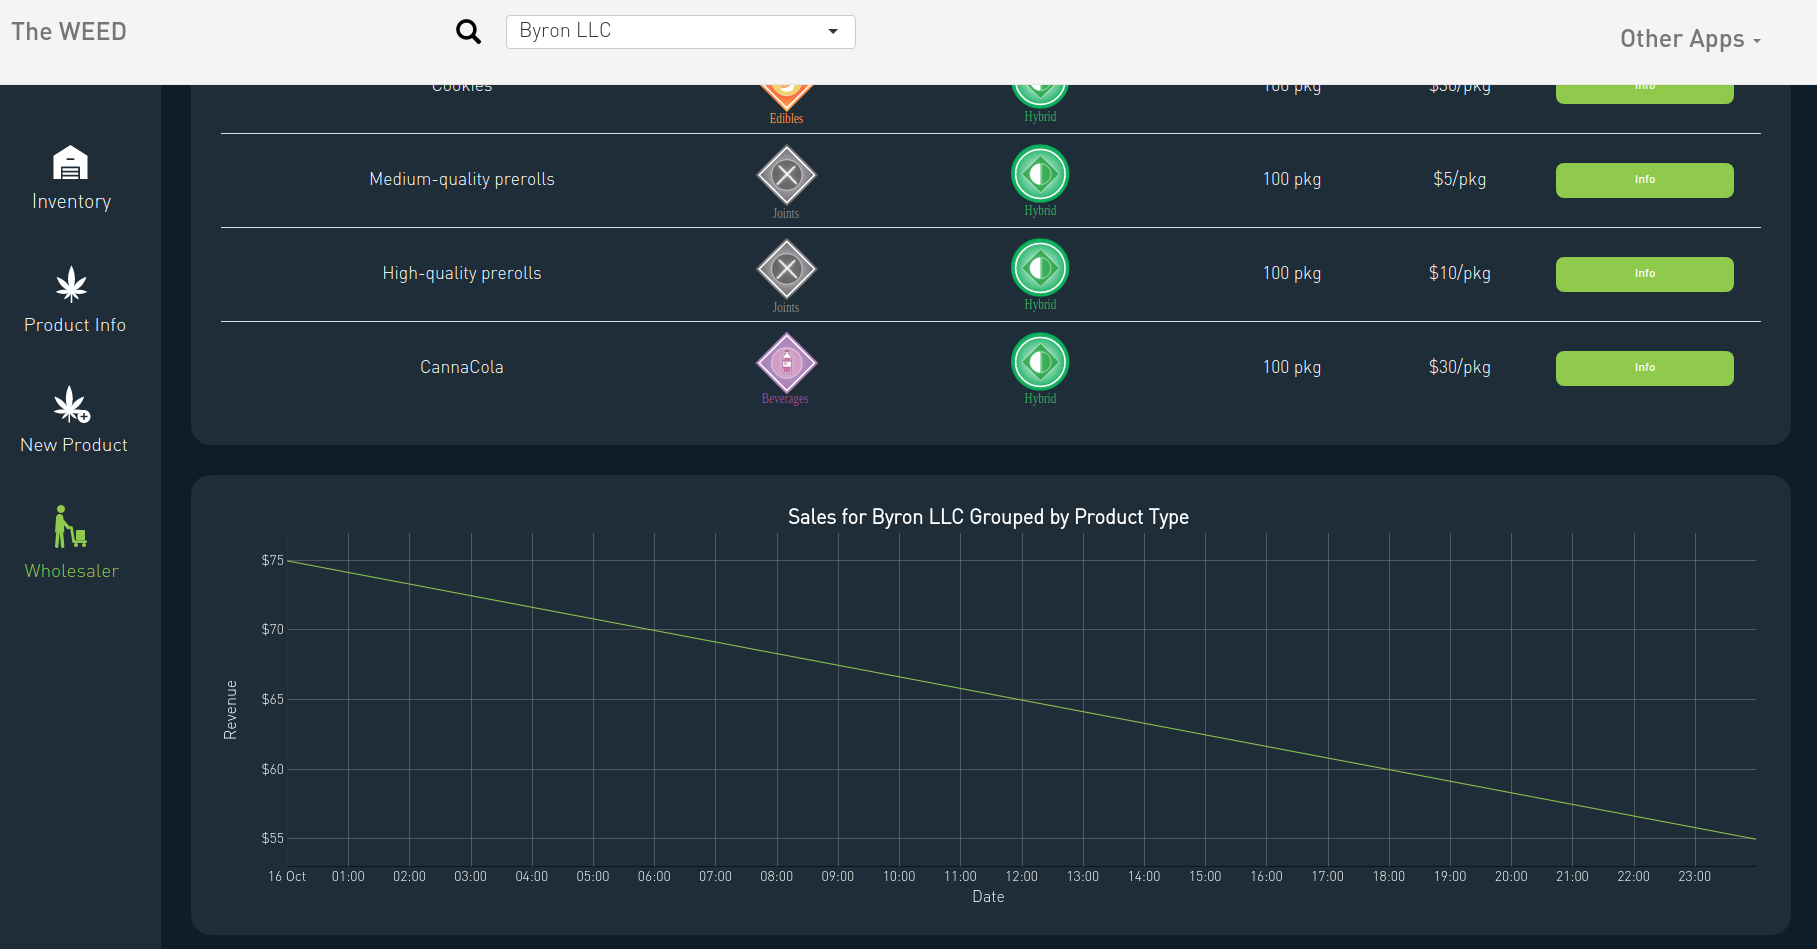 The WEED
Byron LLC
Other Apps
Inventory
Product Info
New Product
Wholesaler
Cookies Edibles Hybrid 100 pkg $30/pkg Info
Medium-quality prerolls Joints Hybrid 100 pkg $5/pkg Info
High-quality prerolls Joints Hybrid 100 pkg $10/pkg Info
CannaCola Beverages Hybrid 100 pkg $30/pkg Info
Sales for Byron LLC Grouped by Product Type
$75
$70
$65
$60
$55
Revenue
16 Oct 01:00 02:00 03:00 04:00 05:00 06:00 07:00 08:00 09:00 10:00 11:00 12:00 13:00 14:00 15:00 16:00 17:00 18:00 19:00 20:00 21:00 22:00 23:00
Date